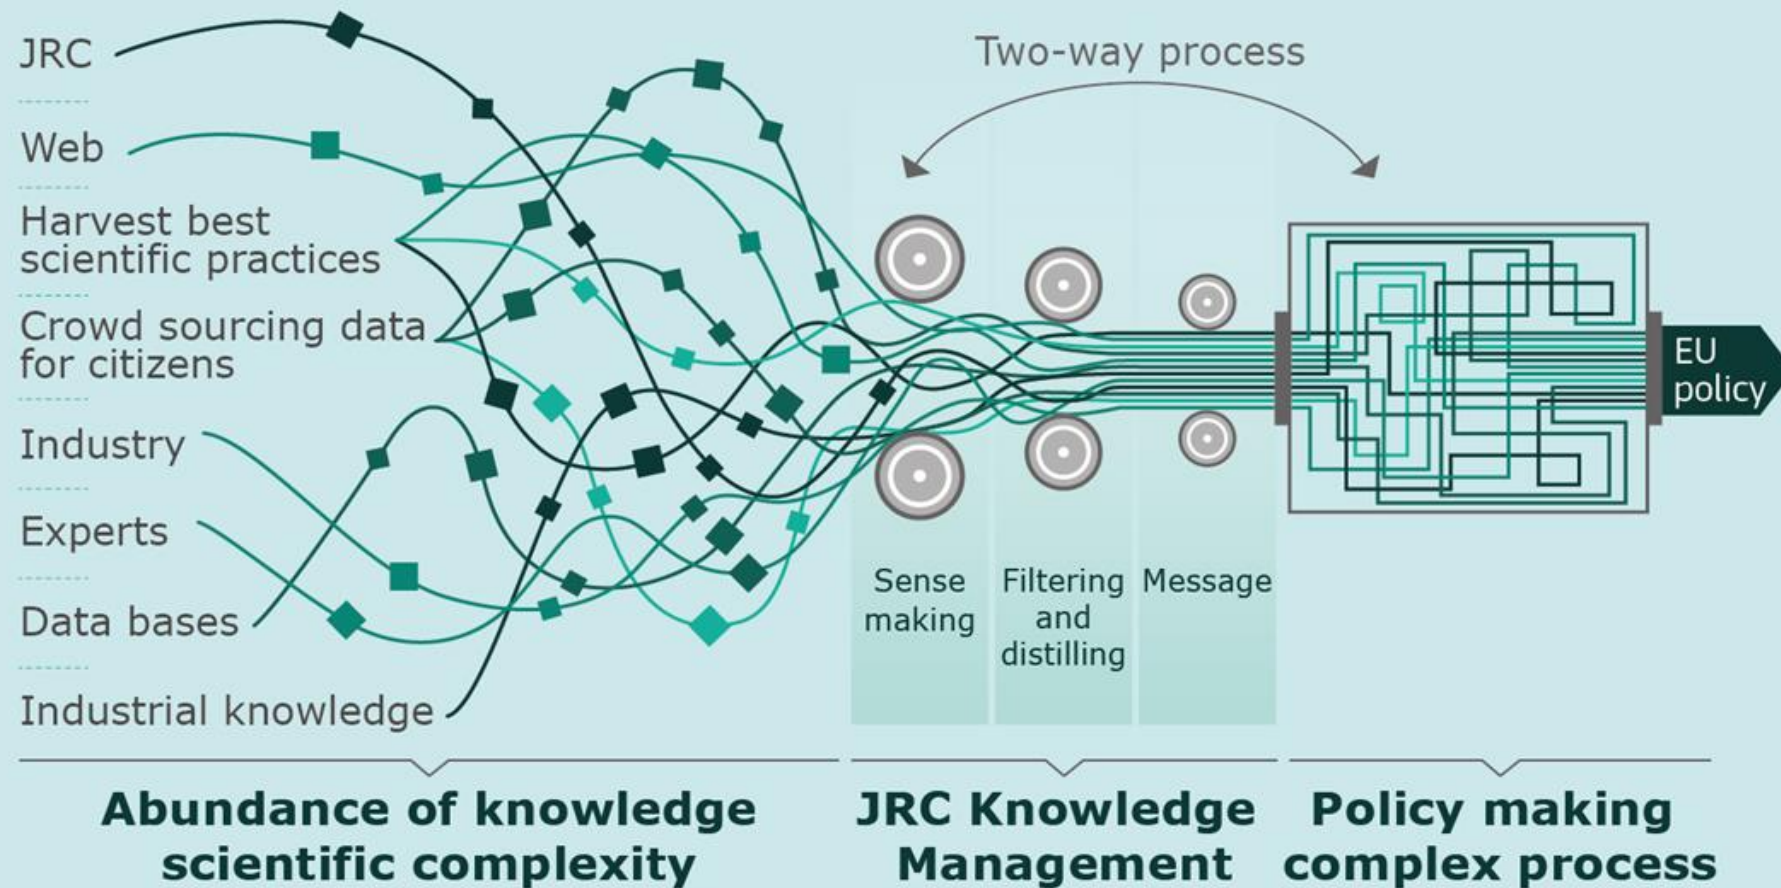 JRC
Web
Harvest best
scientific practices
Crowd sourcing data
for citizens
Industry
Experts
Data bases
Industrial knowledge
Two-way process
Sense
making
Filtering
and
distilling
Message
EU
policy
Abundance of knowledge
scientific complexity
JRC Knowledge
Management
Policy making
complex process